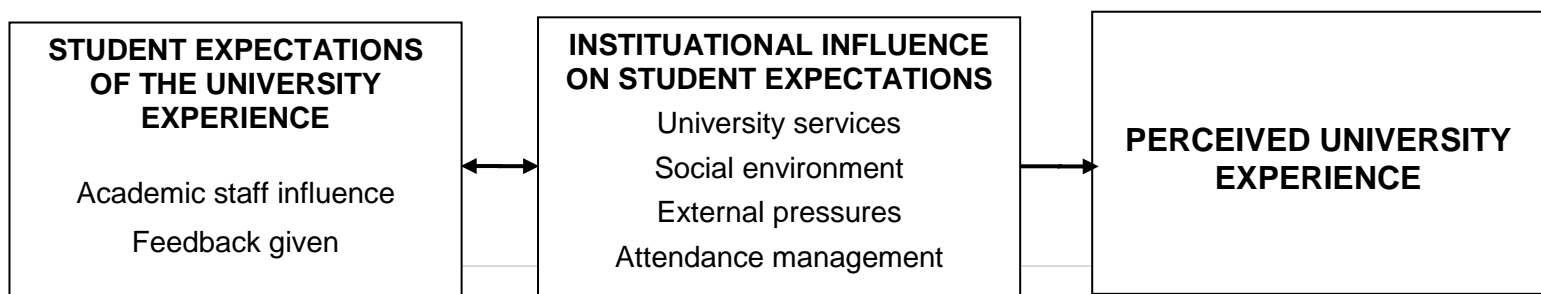 STUDENT EXPECTATIONS
OF THE UNIVERSITY
EXPERIENCE
Academic staff influence
Feedback given
INSTITUATIONAL INFLUENCE
ON STUDENT EXPECTATIONS
University services
Social environment
External pressures
Attendance management
PERCEIVED UNIVERSITY
EXPERIENCE